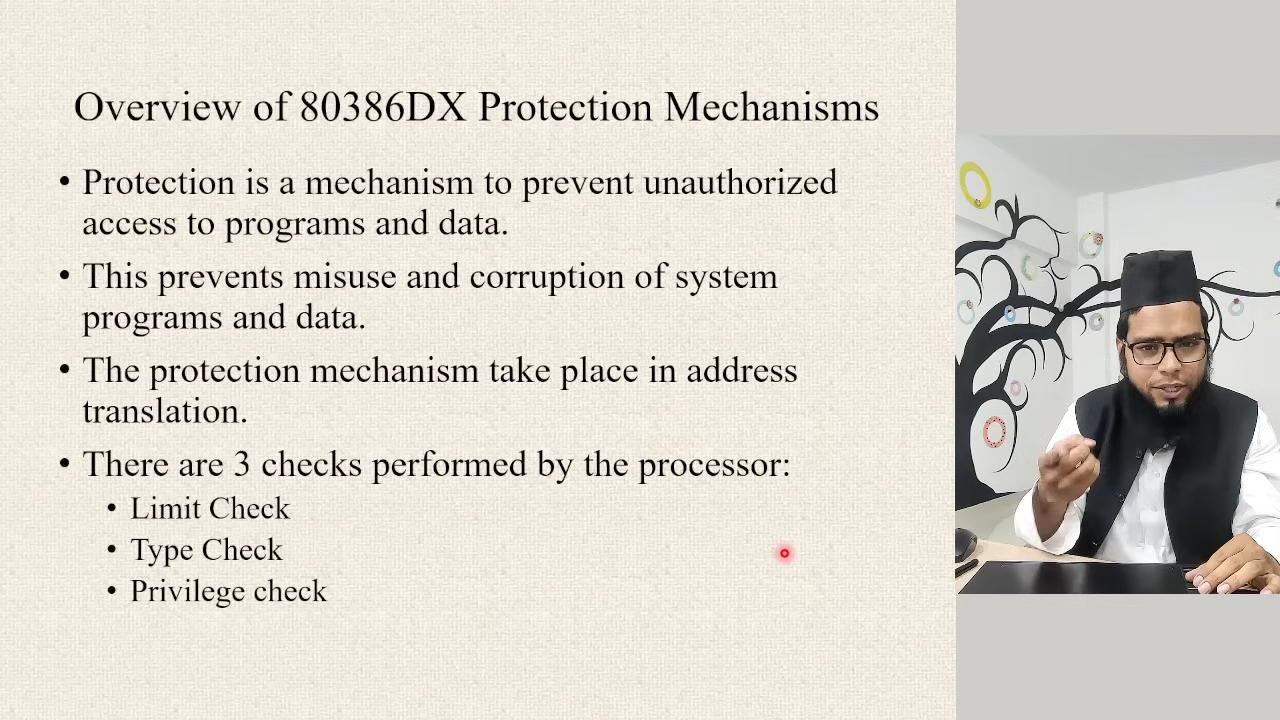 Overview of 80386DX Protection Mechanisms
• Protection is a mechanism to prevent unauthorized
access to programs and data.
• This prevents misuse and corruption of system
programs and data.
• The protection mechanism take place in address
translation.
• There are 3 checks performed by the processor:
• Limit Check
• Type Check
• Privilege check